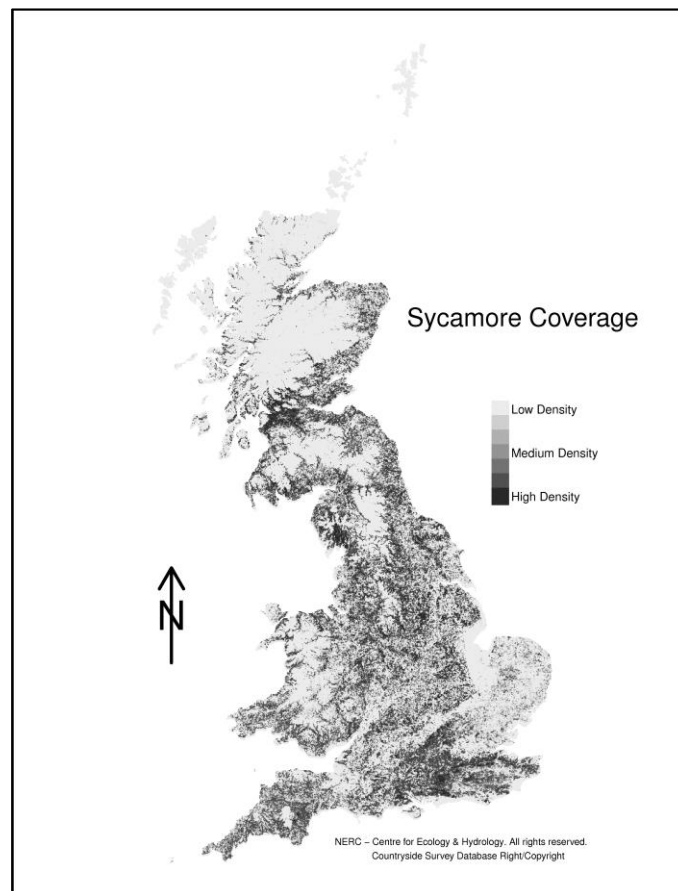 Sycamore Coverage
Low Density
Medium Density
High Density
N
NERC – Centre for Ecology & Hydrology. All rights reserved.
Countryside Survey Database Right/Copyright